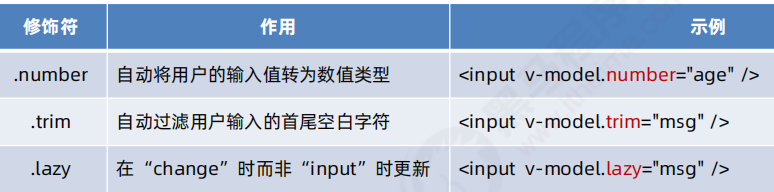 修饰符 作用 示例
.number 自动将用户的输入值转为数值类型 <input v-model.number="age" />
.trim 自动过滤用户输入的首尾空白字符 <input v-model.trim="msg" />
.lazy 在“change”时而非“input”时更新 <input v-model.lazy="msg" />